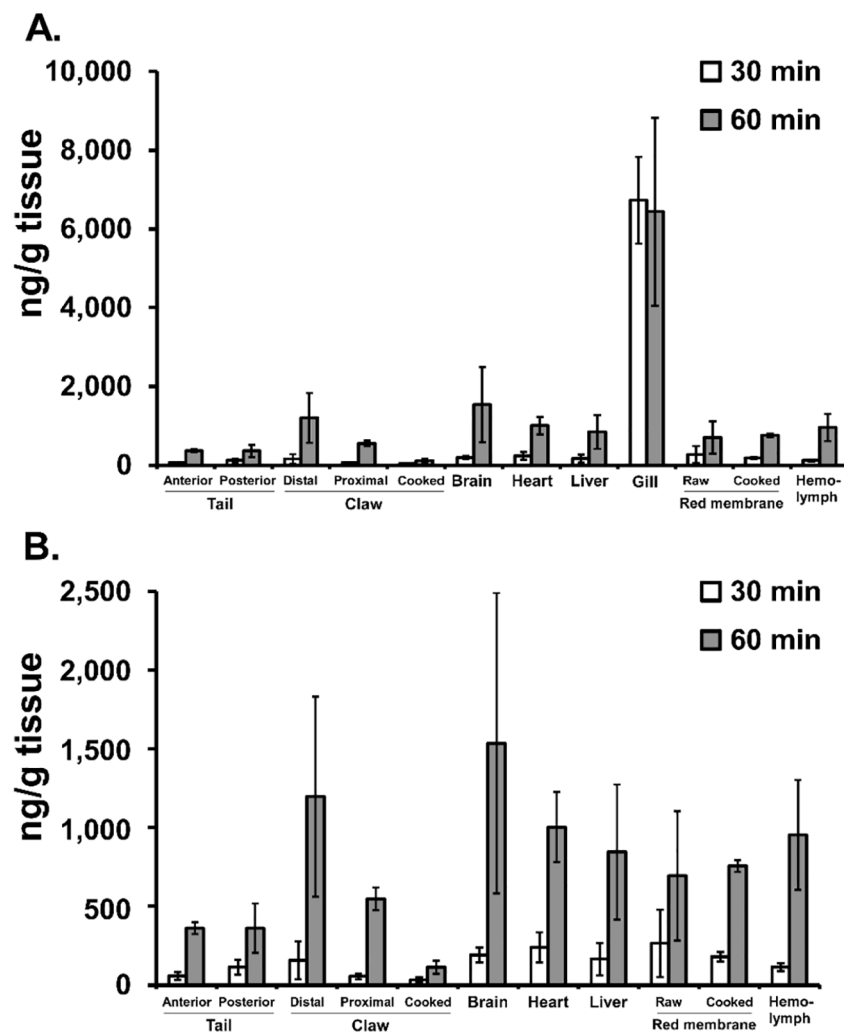 A.
10,000
8,000
6,000
4,000
2,000
0
ng/g tissue
30 min
60 min
Anterior Posterior Distal Proximal Cooked Brain Heart Liver Gill Raw Cooked Hemo-
Tail Claw Red membrane lymph
B.
2,500
2,000
1,500
1,000
500
0
ng/g tissue
30 min
60 min
Anterior Posterior Distal Proximal Cooked Brain Heart Liver Raw Cooked Hemo-
Tail Claw Red membrane lymph